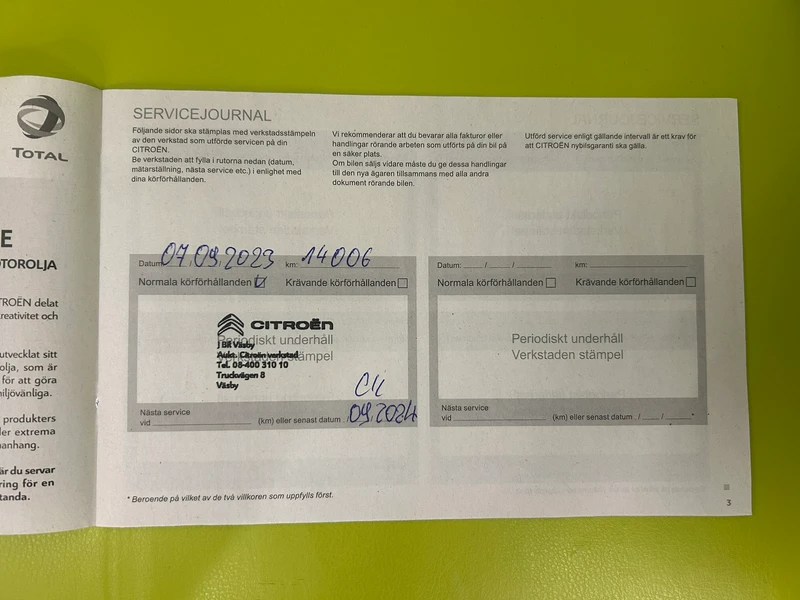 TOTAL
E
OTOROLJA
TROËN delat
reativitet och
utvecklat sitt
olja, som är
för att göra
iljövänliga.
produkters
ler extrema
anhang.
är du servar
ring för en
tanda.
SERVICEJOURNAL
Följande sidor ska stämplas med verkstadsstämpeln
av den verkstad som utförde servicen på din
CITROËN.
Be verkstaden att fylla i rutorna nedan (datum,
mätarställning, nästa service etc.) i enlighet med
dina körförhållanden.
Vi rekommenderar att du bevarar alla fakturor eller
handlingar rörande arbeten som utförts på din bil på
en säker plats.
Om bilen säljs vidare måste du ge dessa handlingar
till den nya ägaren tillsammans med alla andra
dokument rörande bilen.
Utförd service enligt gällande intervall är ett krav för
att CITROËN nybilsgaranti ska gälla.
Datum: 07.09.2023 km: 14006
Normala körförhållanden Krävande körförhållanden
CITROËN
Periodiskt underhåll
Verkstaden stämpel
J BR Väsby
Aukt. Citroën verkstad
Tel. 08-400 310 10
Truckvägen 8
Väsby
Nästa service
vid (km) eller senast datum / 09.2024
Datum: / / km:
Normala körförhållanden Krävande körförhållanden
Periodiskt underhåll
Verkstaden stämpel
Nästa service
vid (km) eller senast datum / / *
* Beroende på vilket av de två villkoren som uppfylls först.
3